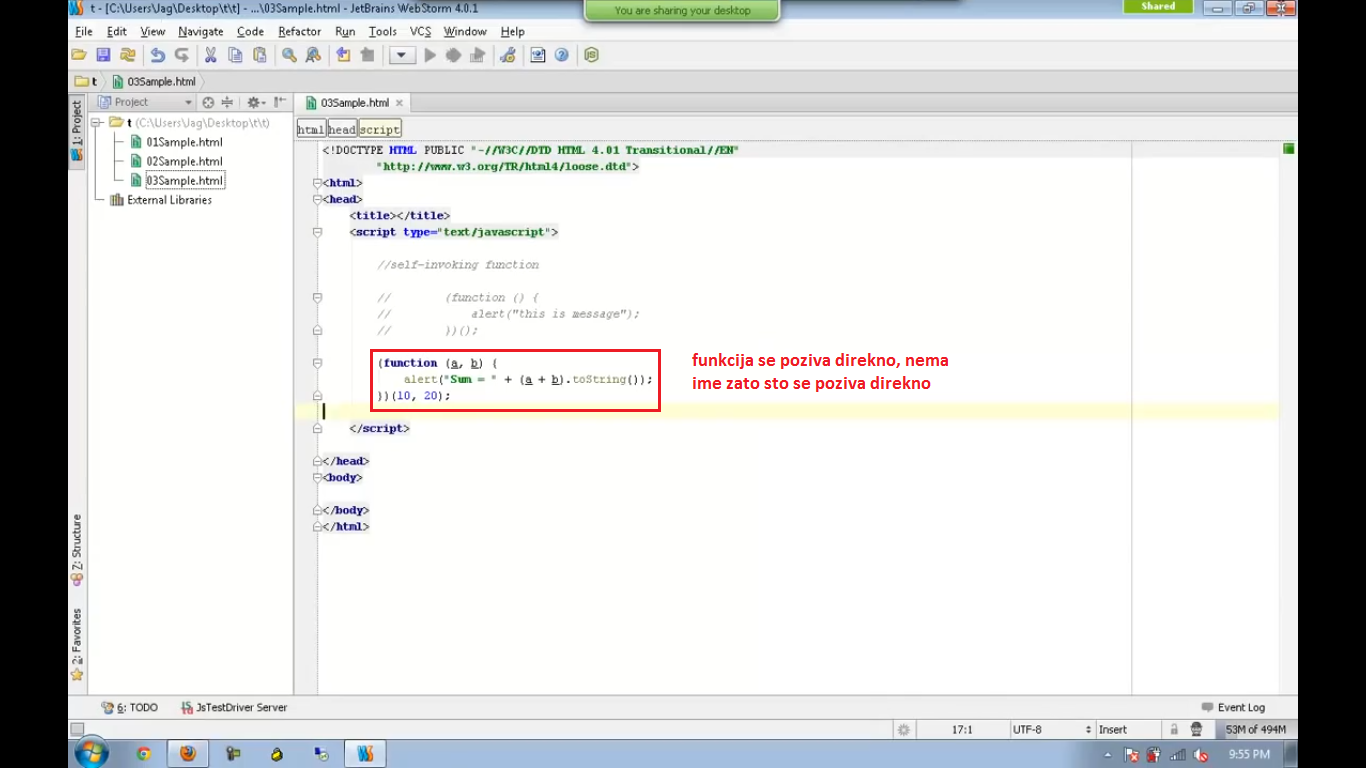 t - [C:\Users\Jag\Desktop\t\t] - ...\03Sample.html - JetBrains WebStorm 4.0.1
You are sharing your desktop
Shared
File Edit View Navigate Code Refactor Run Tools VCS Window Help
t 03Sample.html
1: Project
Project
03Sample.html
t (C:\Users\Jag\Desktop\t\t)
01Sample.html
02Sample.html
03Sample.html
External Libraries
html head script
<!DOCTYPE HTML PUBLIC "-//W3C//DTD HTML 4.01 Transitional//EN"
"http://www.w3.org/TR/html4/loose.dtd">
<html>
<head>
<title></title>
<script type="text/javascript">
//self-invoking function
// (function () {
// alert("this is message");
// })();
(function (a, b) {
alert("Sum = " + (a + b).toString());
})(10, 20);
</script>
</head>
<body>
</body>
</html>
funkcija se poziva direkno, nema
ime zato sto se poziva direkno
Z: Structure
2: Favorites
6: TODO JsTestDriver Server Event Log
17:1 UTF-8 Insert 53M of 494M
9:55 PM